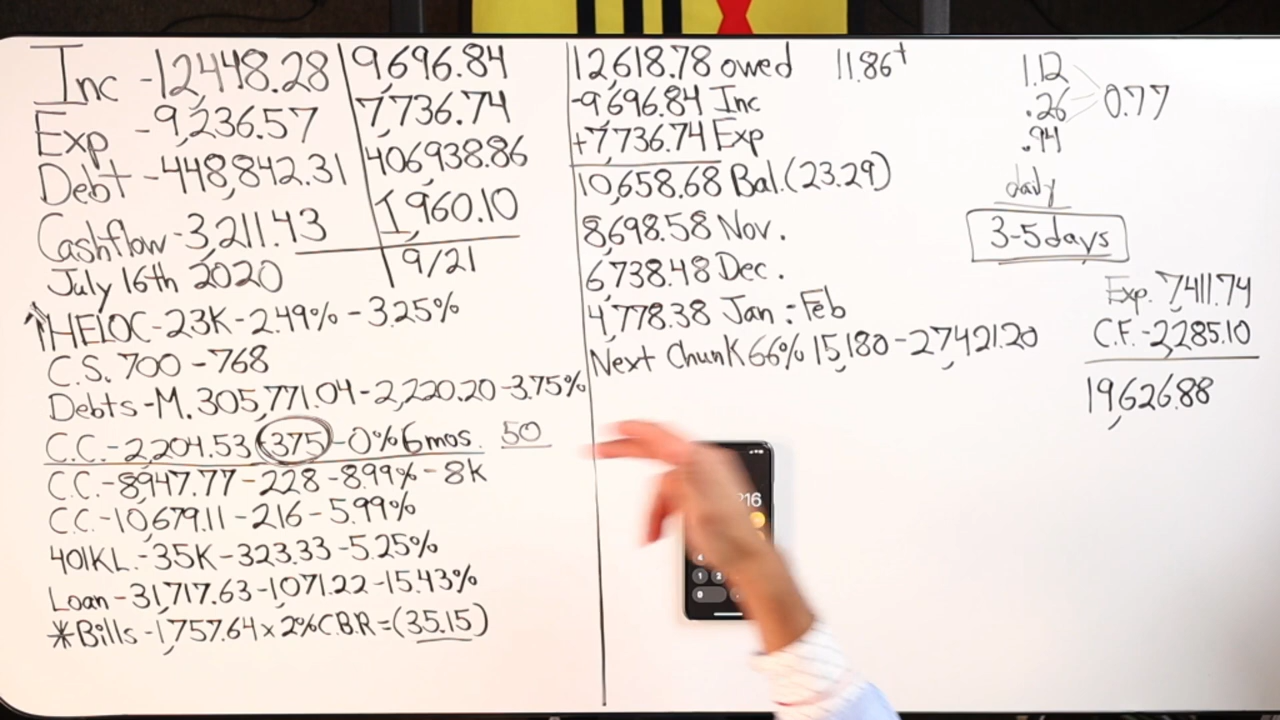 Inc -12,448.28 9,696.84
Exp -9,236.57 7,736.74
Debt -448,842.31 406938.86
Cashflow -3,211.43 1,960.10
July 16th 2020 9/21
↑HELOC-23K-2.49% - 3.25%
C.S. 700 -768
Debts-M. 305,771.04-2,220.20-3.75%
C.C.-2,204.53 (375)-0% 6mos. 50
C.C.-8947.77-228-8.99% - 8K
C.C.-10,679.11-216-5.99%
401KL.-35K-323.33-5.25%
Loan-31,717.63-1,071.22-15.43%
*Bills-1,757.64x2%C.B.R=(35.15)
12,618.78 owed 11.86+
-9,696.84 Inc
+7,736.74 Exp
10,658.68 Bal.(23.29)
8,698.58 Nov.
6,738.48 Dec.
4,778.38 Jan : Feb
Next Chunk 66% 15,180-27,421.20
1.12
.26 0.77
.94
daily
3-5days
Exp. 7,411.74
C.F.-2,285.10
19,626.88
216
1 2
0